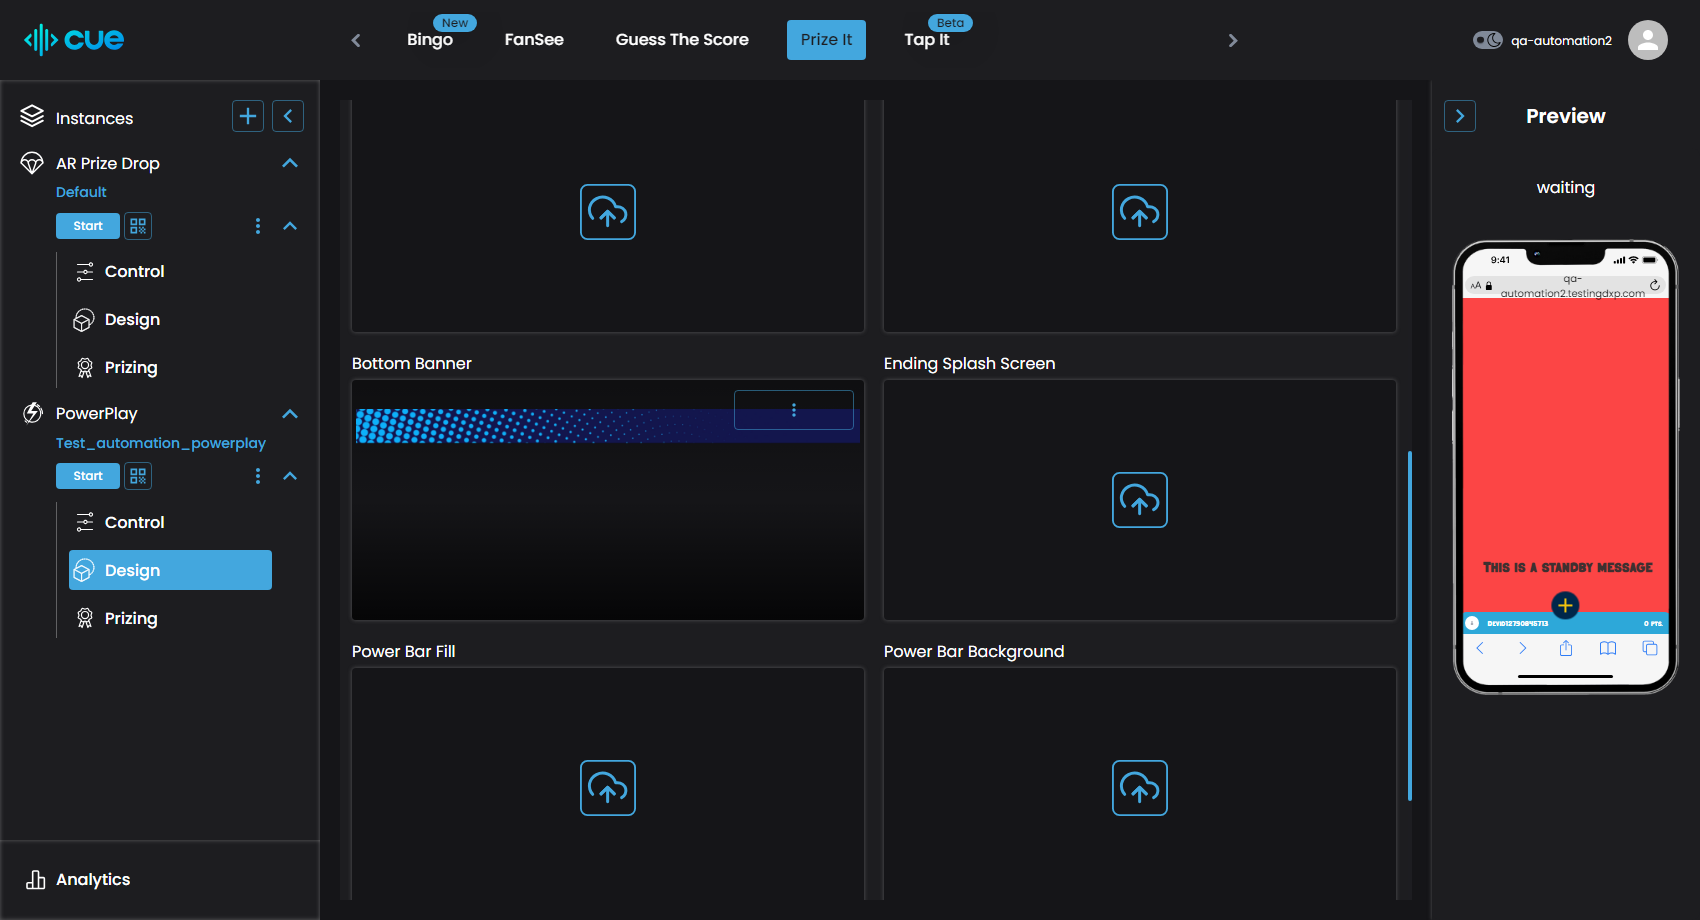 cue
New
Bingo
FanSee
Guess The Score
Prize It
Beta
Tap It
qa-automation2
Instances
AR Prize Drop
Default
Start
Control
Design
Prizing
PowerPlay
Test_automation_powerplay
Start
Control
Design
Prizing
Analytics
Bottom Banner
Ending Splash Screen
Power Bar Fill
Power Bar Background
Preview
waiting
9:41
AA
qa-
automation2.testingdxp.com
THIS IS A STANDBY MESSAGE
0 PTS.